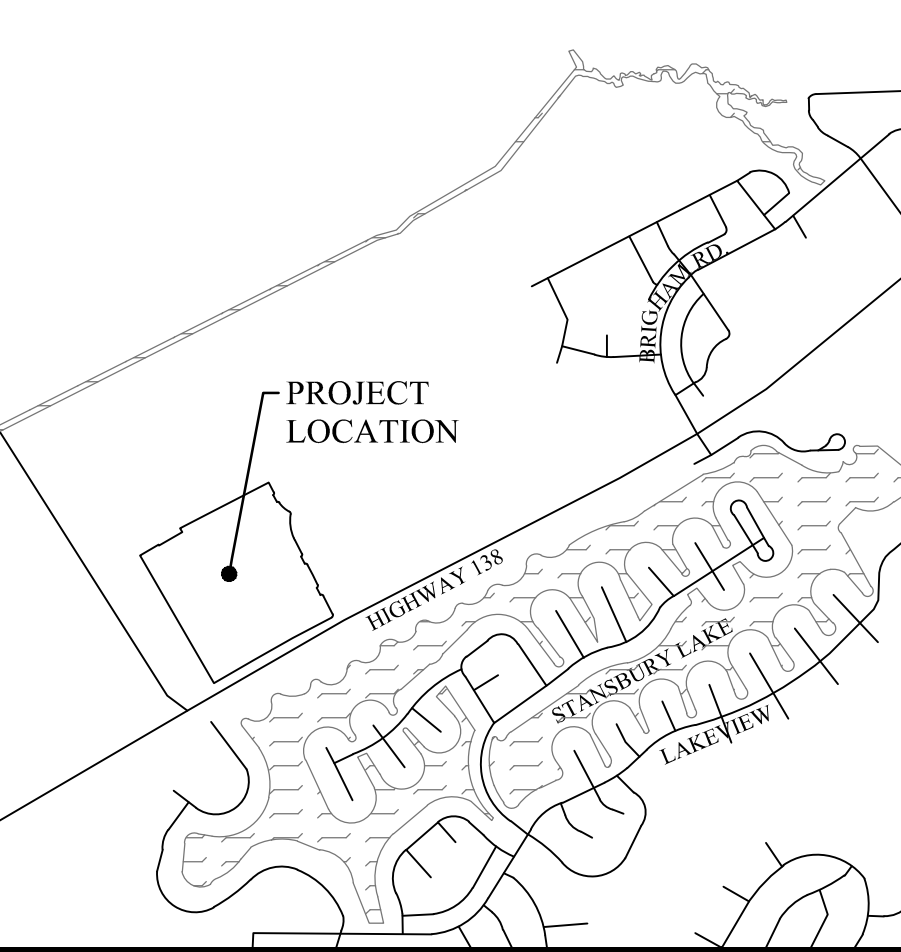 BRIGHAM RD.
PROJECT
LOCATION
HIGHWAY 138
STANSBURY LAKE
LAKEVIEW